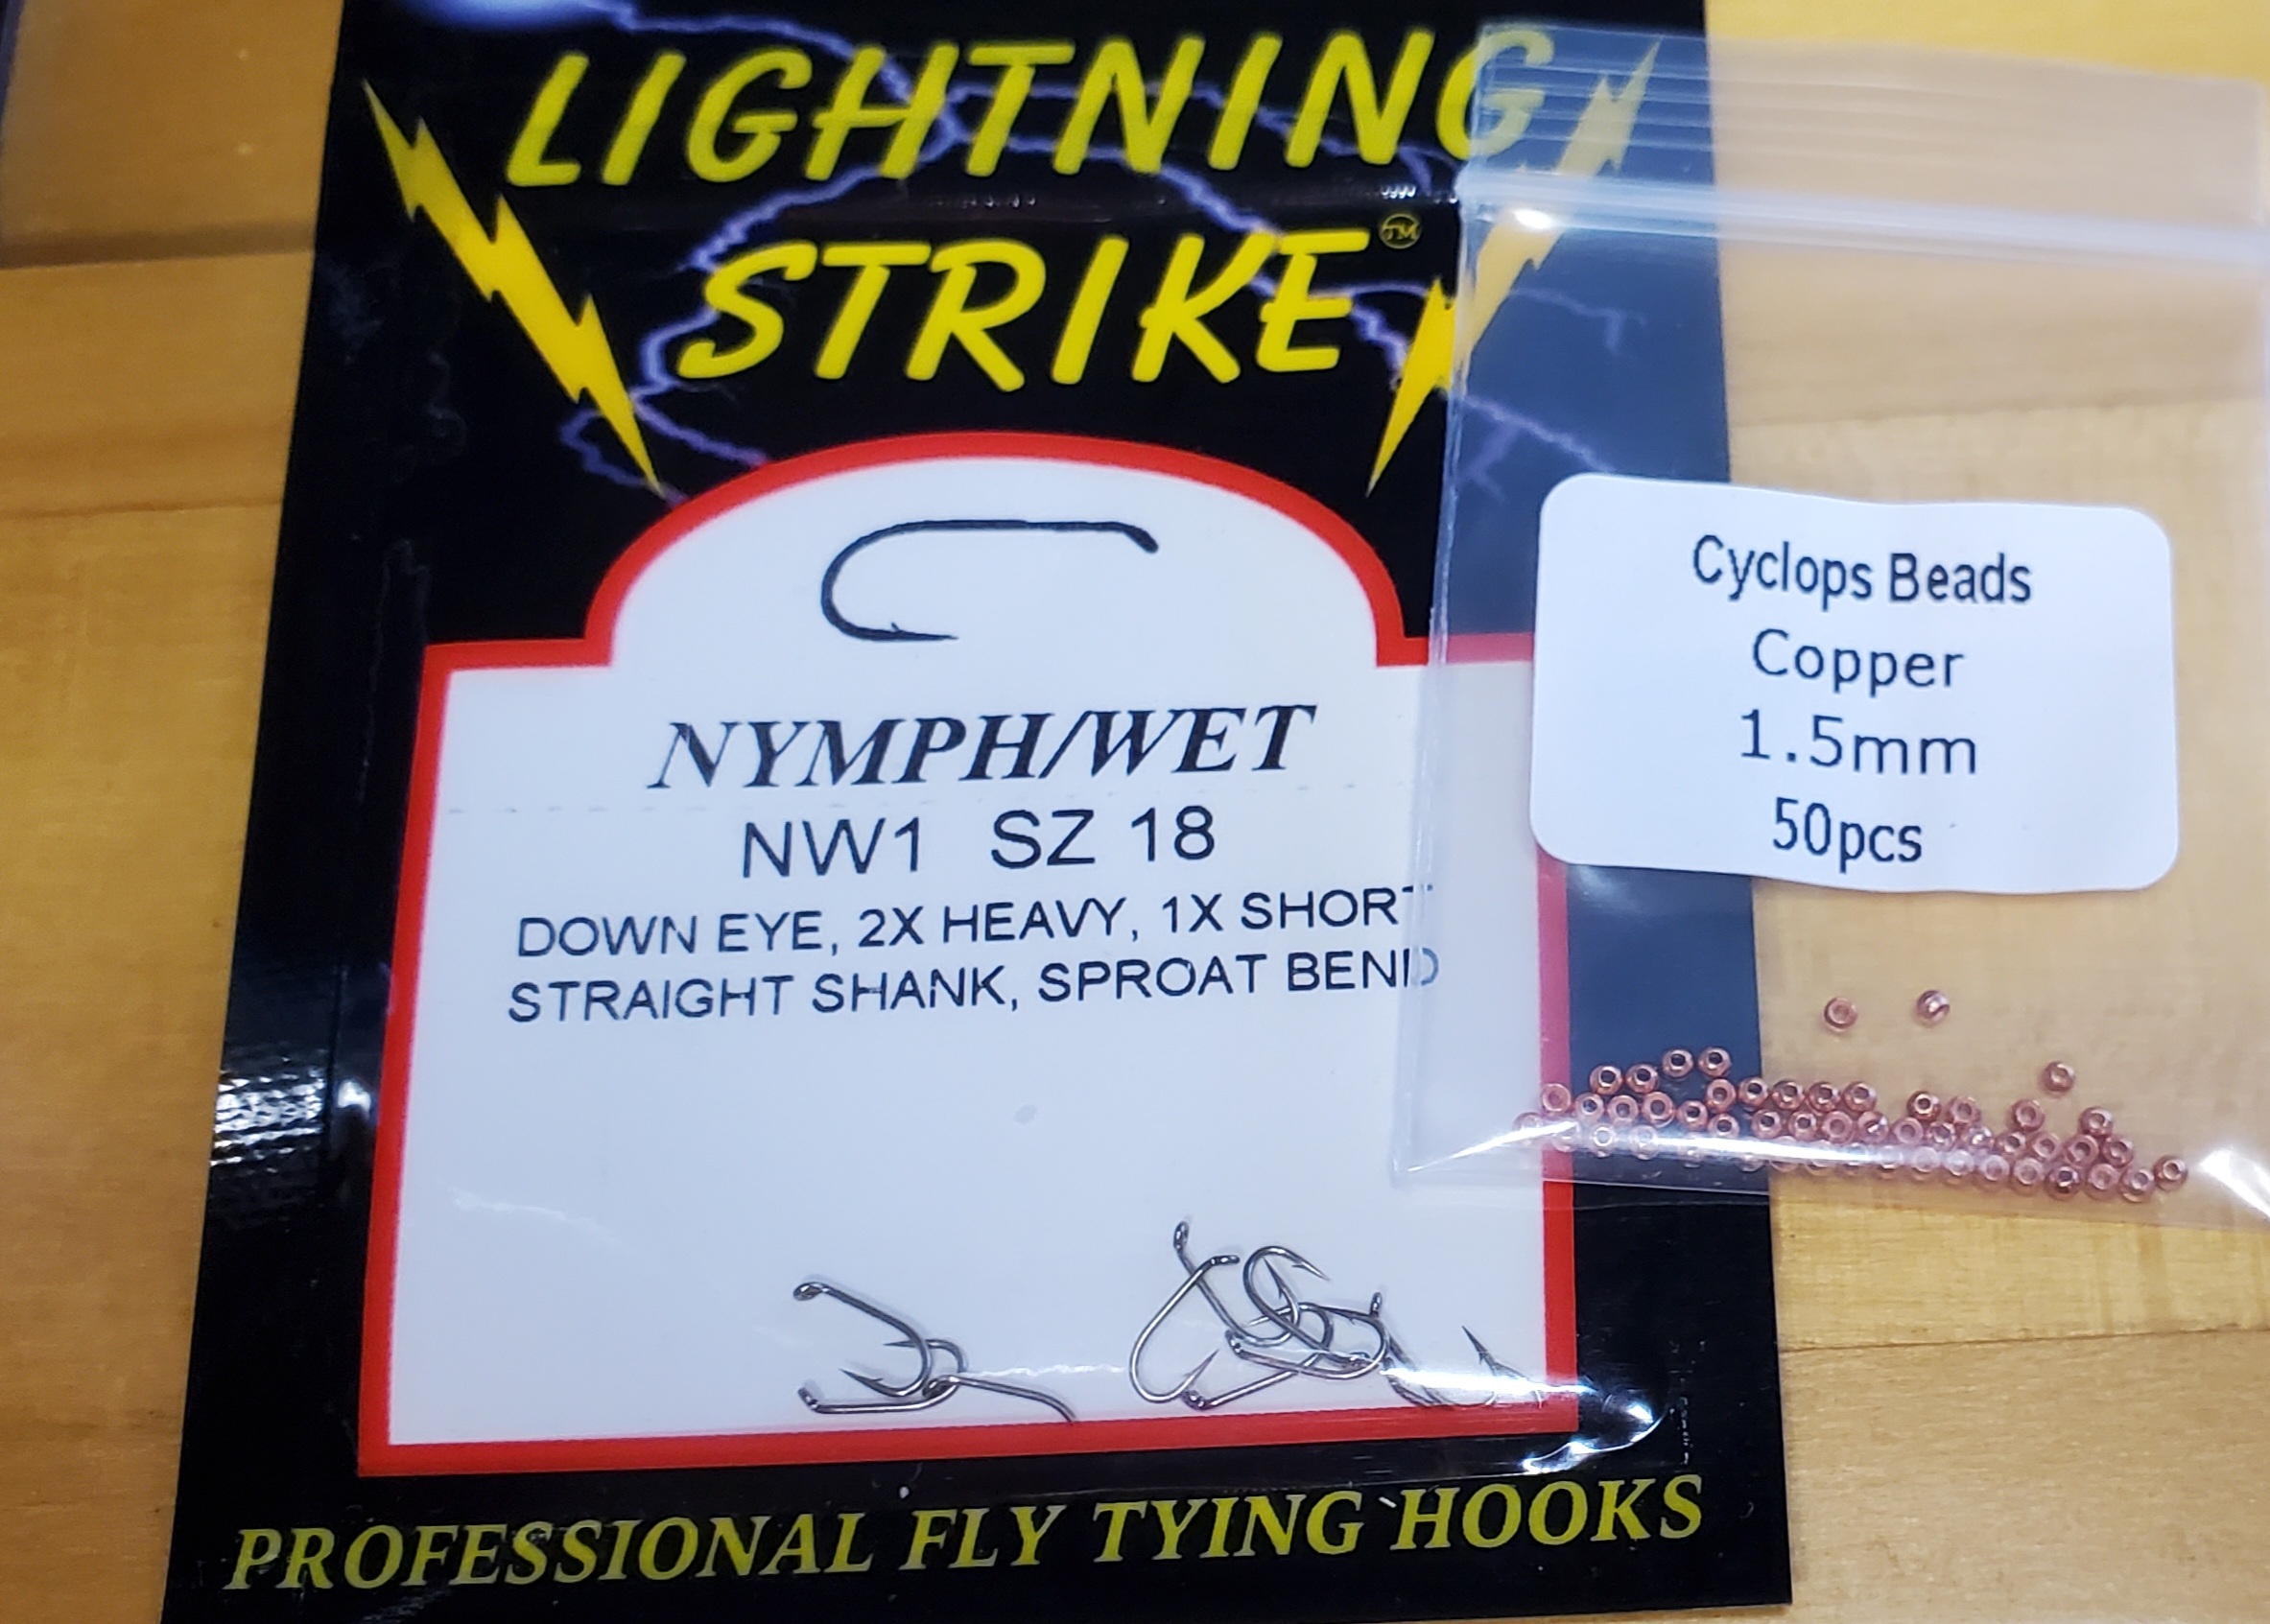 LIGHTNING
STRIKE™
NYMPH/WET
NW1 SZ 18
DOWN EYE, 2X HEAVY, 1X SHORT
STRAIGHT SHANK, SPROAT BEND
PROFESSIONAL FLY TYING HOOKS
Cyclops Beads
Copper
1.5mm
50pcs